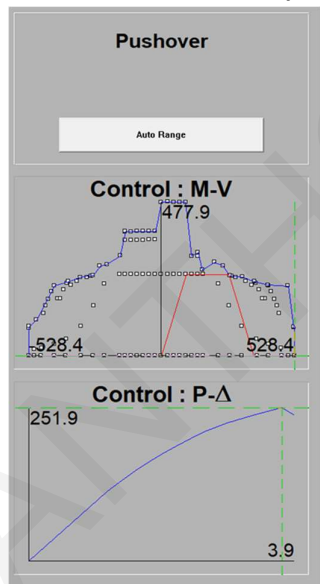 Pushover
Auto Range
Control : M-V
477.9
-528.4
528.4
Control : P-Δ
251.9
3.9